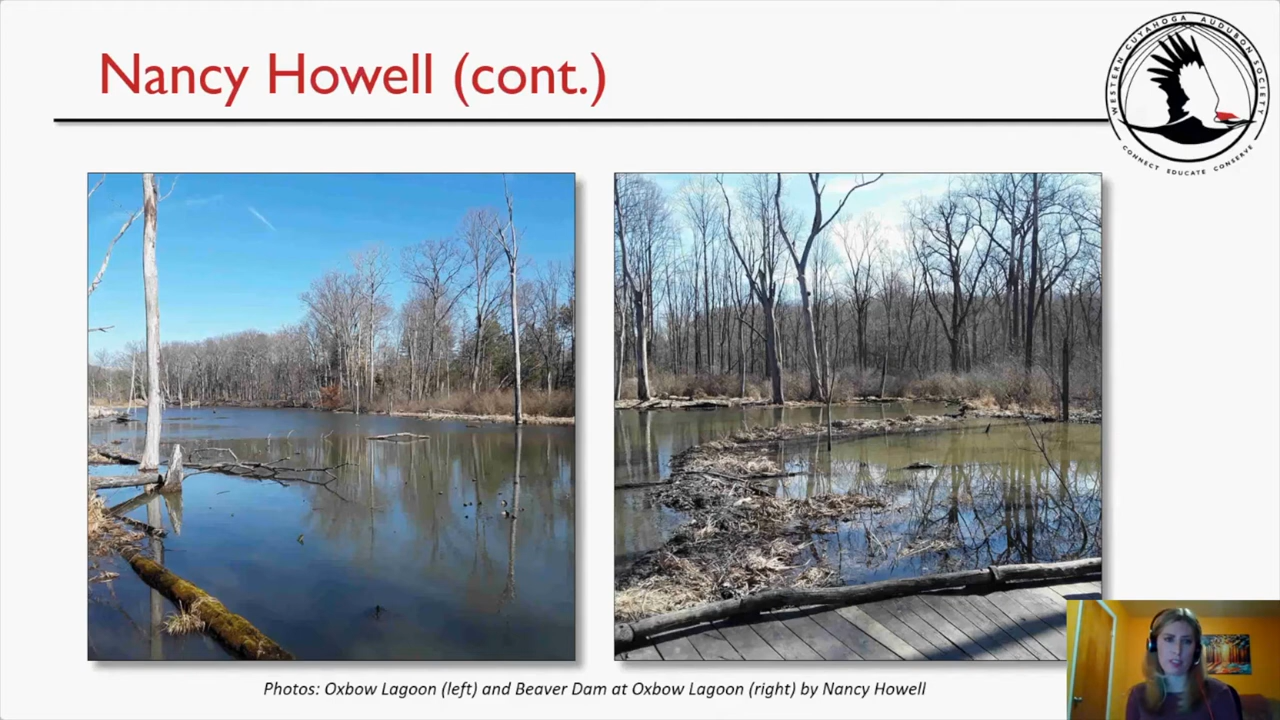 Nancy Howell (cont.)
WESTERN CUYAHOGA AUDUBON SOCIETY
CONNECT EDUCATE CONSERVE
Photos: Oxbow Lagoon (left) and Beaver Dam at Oxbow Lagoon (right) by Nancy Howell